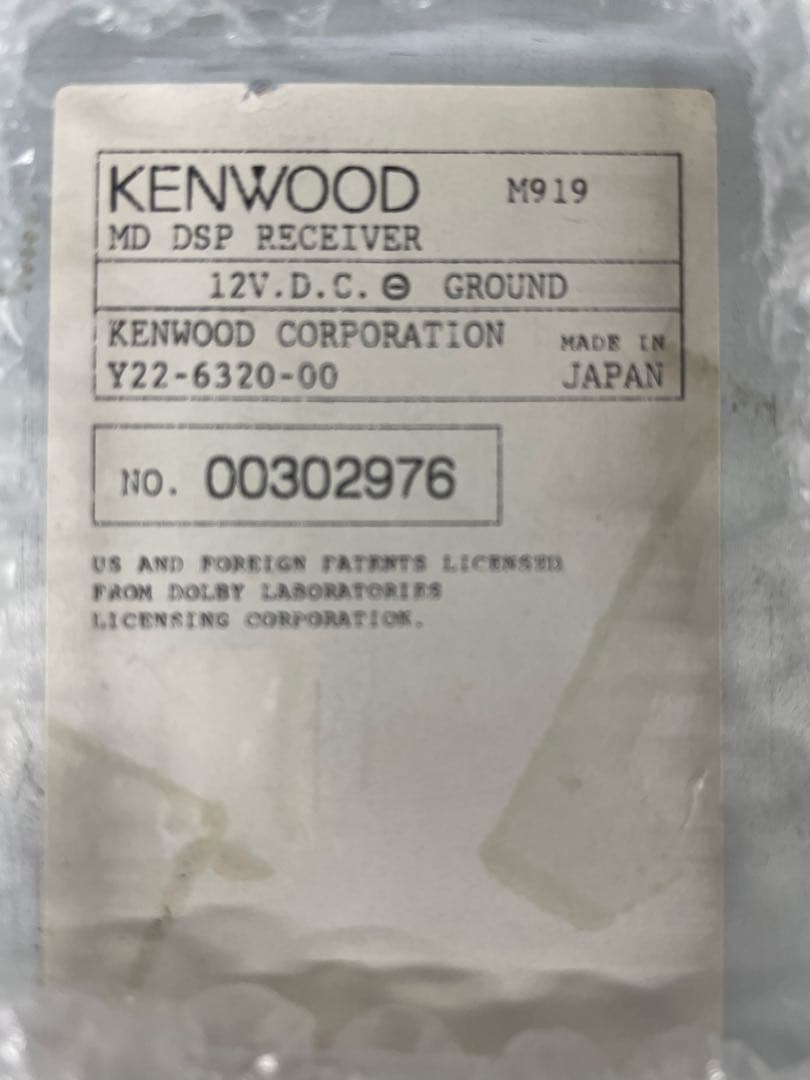 KENWOOD M919
MD DSP RECEIVER
12V.D.C. ⊖ GROUND
KENWOOD CORPORATION MADE IN
Y22-6320-00 JAPAN
NO. 00302976
US AND FOREIGN PATENTS LICENSED
FROM DOLBY LABORATORIES
LICENSING CORPORATION.